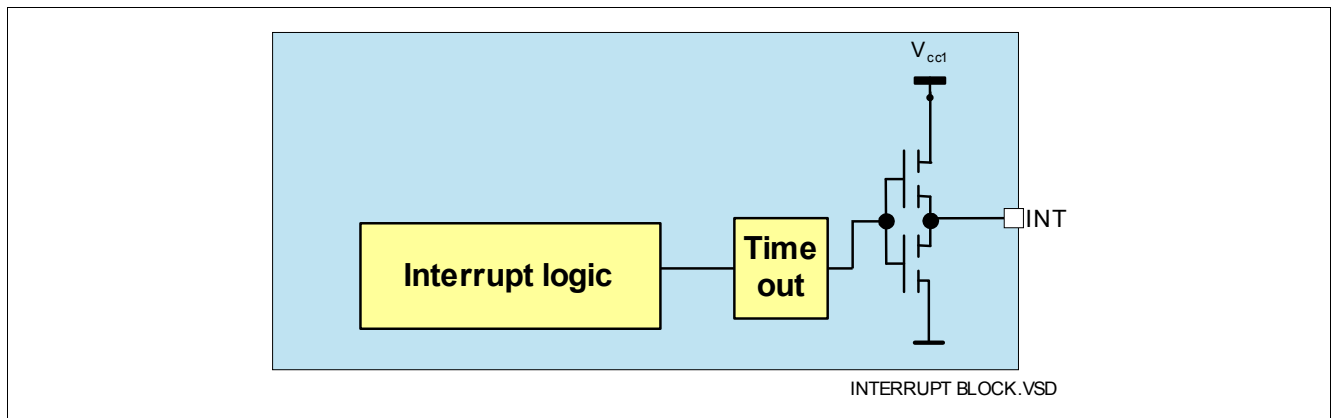 Vcc1
Interrupt logic
Time
out
INT
INTERRUPT BLOCK.VSD